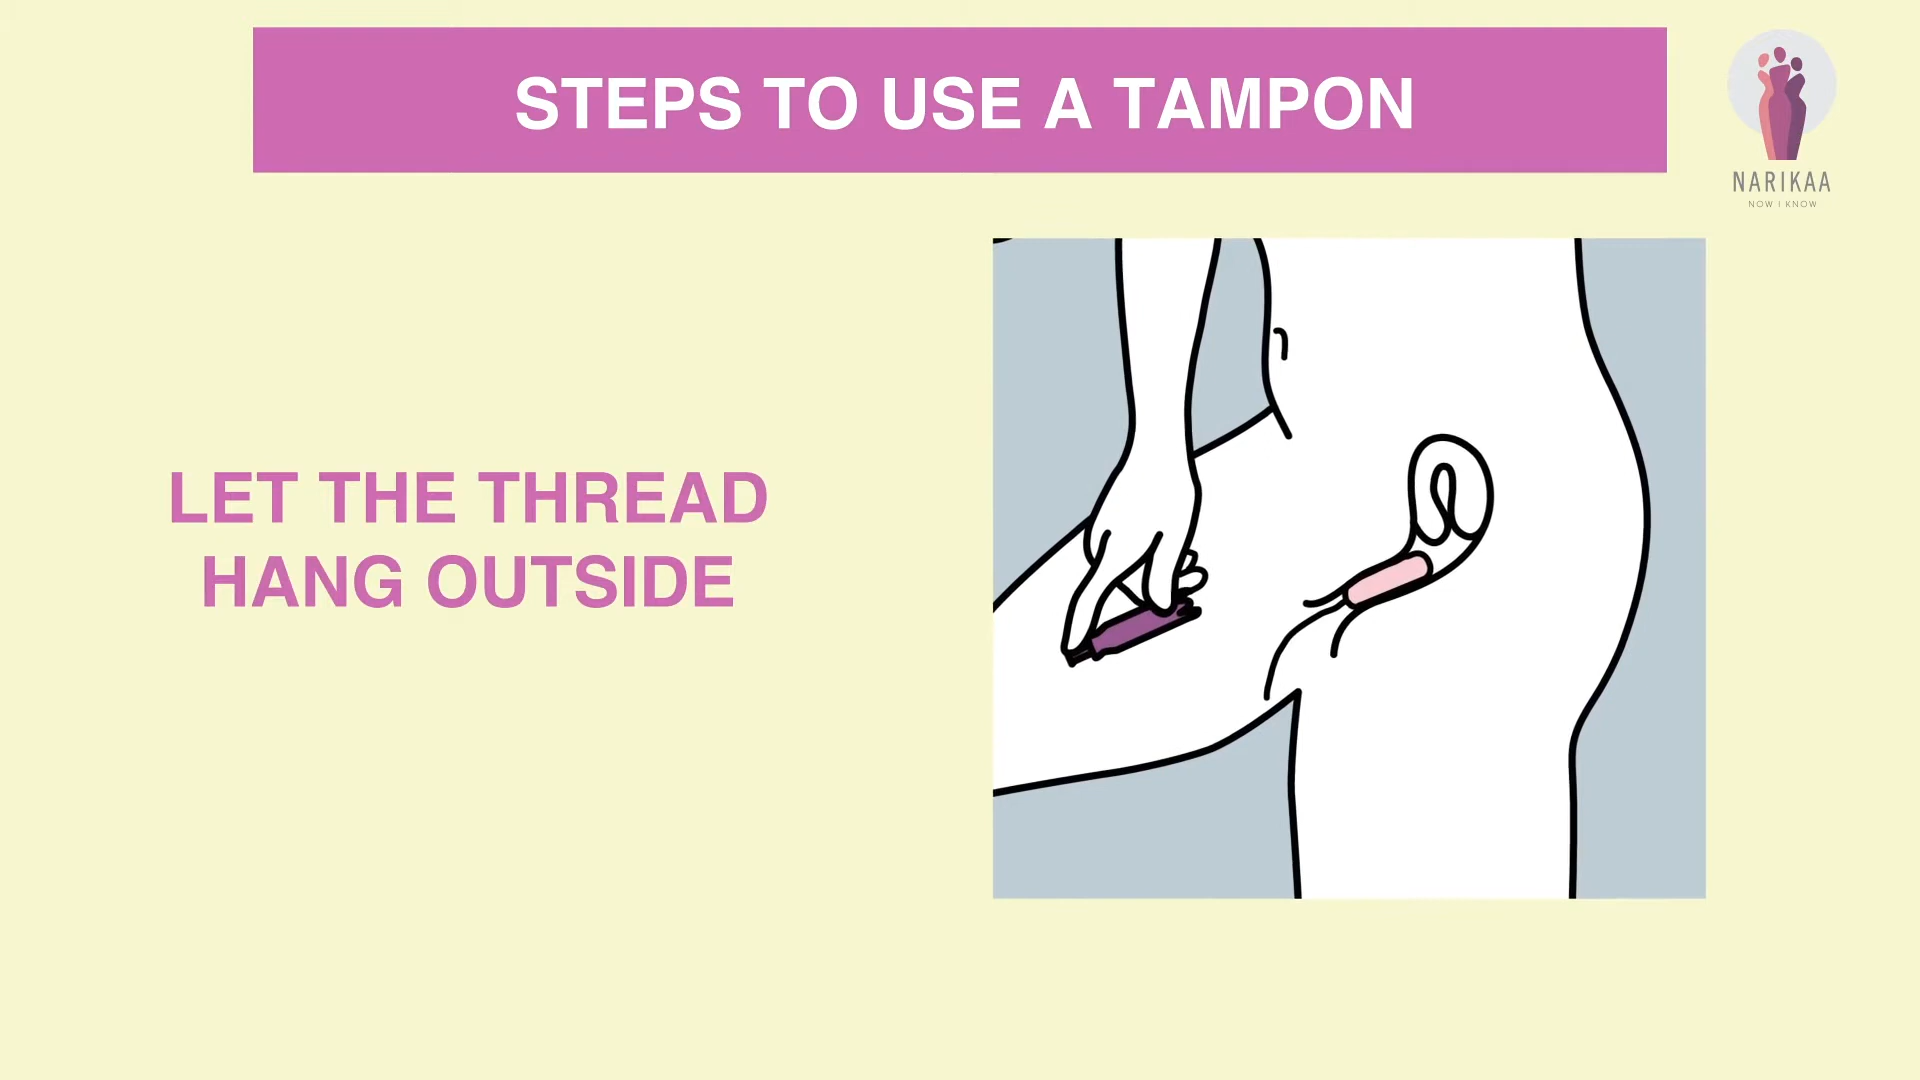 STEPS TO USE A TAMPON
NARIKAA
NOW I KNOW
LET THE THREAD
HANG OUTSIDE